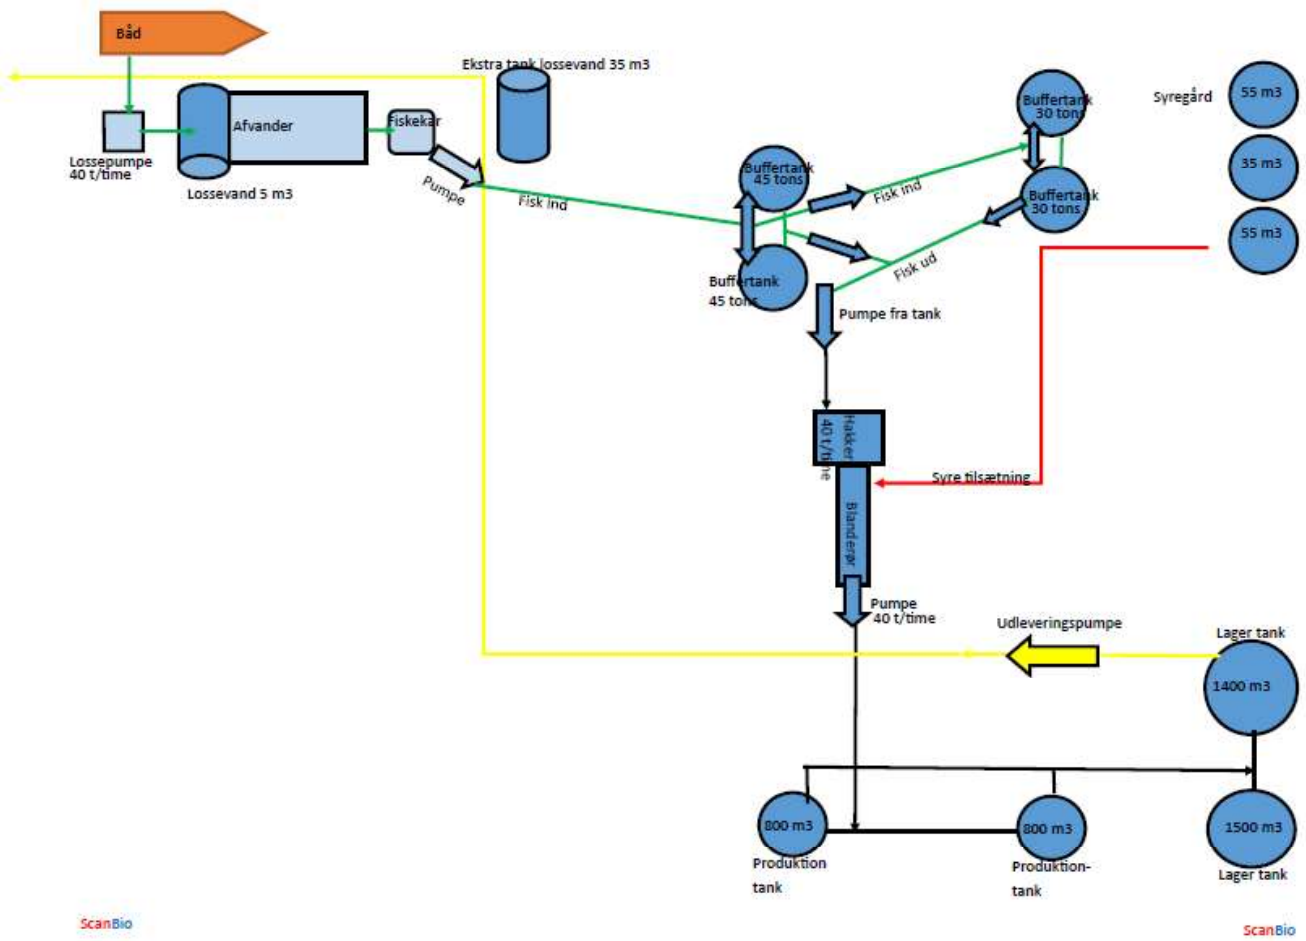 Båd
Ekstra tank lossevand 35 m3
Syregård
55 m3
35 m3
55 m3
Lossepumpe
40 t/time
Afvander
Lossevand 5 m3
Fiskekar
Pumpe
Fisk Ind
Buffertank
45 tons
Buffertank
45 tons
Fisk ind
Fisk ud
Buffertank
30 tons
Buffertank
30 tons
Pumpe fra tank
Hakker
40 t/time
Syre tilsætning
Blanderør
Pumpe
40 t/time
Udleveringspumpe
Lager tank
1400 m3
800 m3
Produktion
tank
800 m3
Produktion-
tank
1500 m3
Lager tank
ScanBio
ScanBio